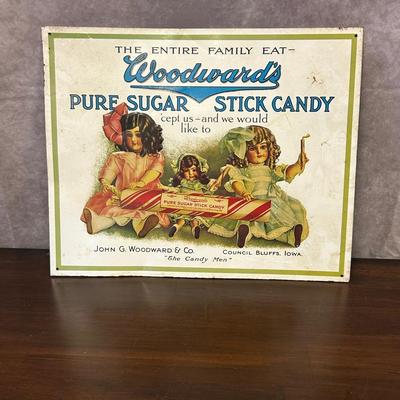 THE ENTIRE FAMILY EAT–
Woodward's
PURE SUGAR STICK CANDY
'cept us – and we would
like to
Woodward's
PURE SUGAR STICK CANDY
JOHN G. WOODWARD & CO. COUNCIL BLUFFS, IOWA.
"The Candy Men"